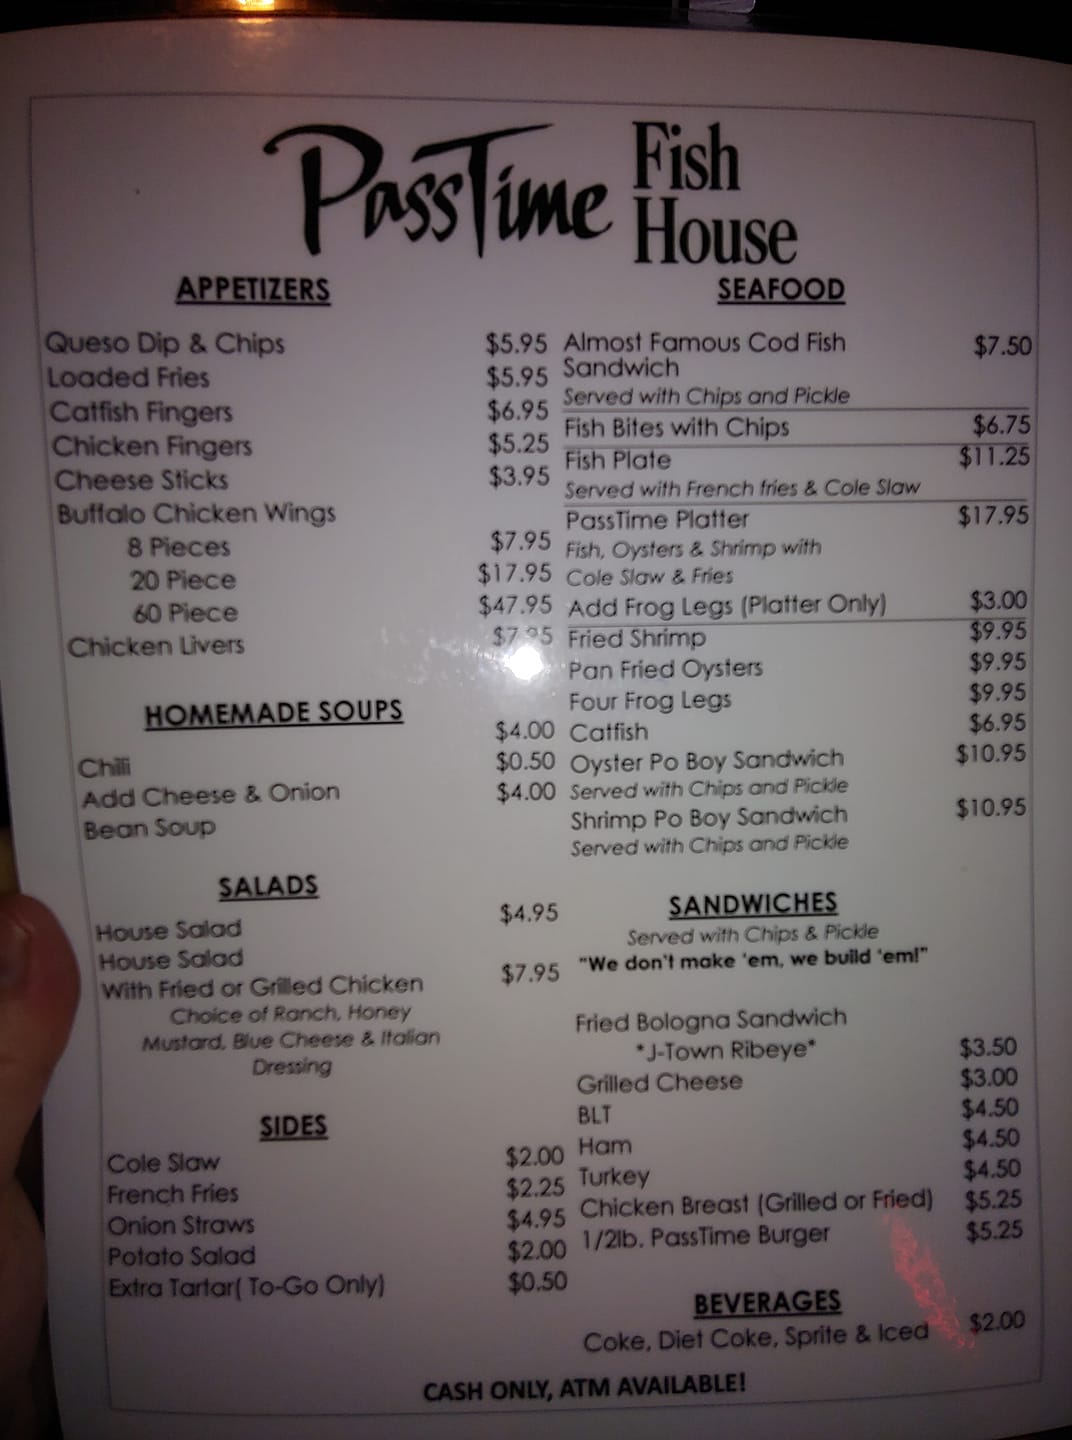 PassTime Fish House
APPETIZERS
Queso Dip & Chips $5.95
Loaded Fries $5.95
Catfish Fingers $6.95
Chicken Fingers $5.25
Cheese Sticks $3.95
Buffalo Chicken Wings
8 Pieces $7.95
20 Piece $17.95
60 Piece $47.95
Chicken Livers
HOMEMADE SOUPS
Chili $4.00
Add Cheese & Onion $0.50
Bean Soup $4.00
SALADS
House Salad $4.95
House Salad
With Fried or Grilled Chicken $7.95
Choice of Ranch, Honey
Mustard, Blue Cheese & Italian
Dressing
SIDES
Cole Slaw $2.00
French Fries $2.25
Onion Straws $4.95
Potato Salad $2.00
Extra Tartar( To-Go Only) $0.50
SEAFOOD
Almost Famous Cod Fish $7.50
Sandwich
Served with Chips and Pickle
Fish Bites with Chips $6.75
Fish Plate $11.25
Served with French fries & Cole Slaw
PassTime Platter $17.95
Fish, Oysters & Shrimp with
Cole Slaw & Fries
Add Frog Legs (Platter Only) $3.00
Fried Shrimp $9.95
Pan Fried Oysters $9.95
Four Frog Legs $9.95
Catfish $6.95
Oyster Po Boy Sandwich $10.95
Served with Chips and Pickle
Shrimp Po Boy Sandwich $10.95
Served with Chips and Pickle
SANDWICHES
Served with Chips & Pickle
"We don't make 'em, we build 'em!"
Fried Bologna Sandwich
*J-Town Ribeye* $3.50
Grilled Cheese $3.00
BLT $4.50
Ham $4.50
Turkey $4.50
Chicken Breast (Grilled or Fried) $5.25
1/2lb. PassTime Burger $5.25
BEVERAGES
Coke, Diet Coke, Sprite & Iced $2.00
CASH ONLY, ATM AVAILABLE!